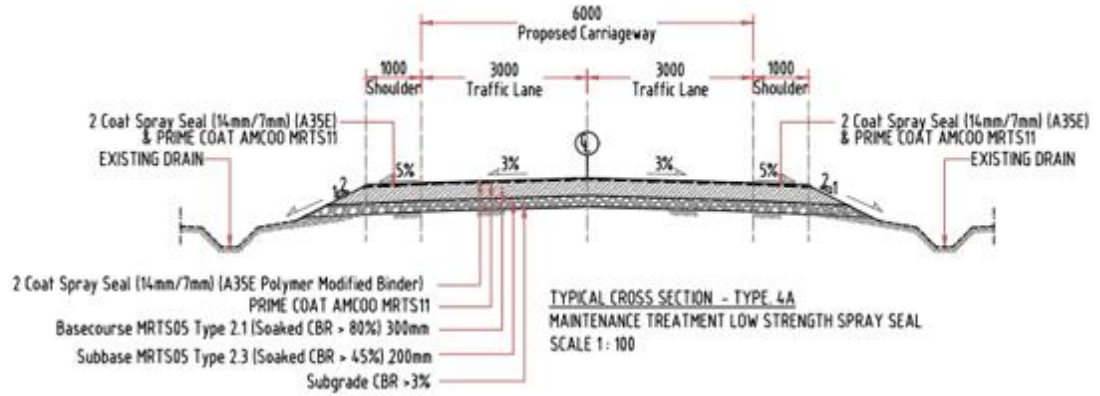 6000
Proposed Carriageway
1000
Shoulder
3000
Traffic Lane
3000
Traffic Lane
1000
Shoulder
2 Coat Spray Seal (14mm/7mm) (A35E)
& PRIME COAT AMCOO MRTS11
EXISTING DRAIN
2 Coat Spray Seal (14mm/7mm) (A35E)
& PRIME COAT AMCOO MRTS11
EXISTING DRAIN
5%
3%
3%
5%
2
1
2
1
2 Coat Spray Seal (14mm/7mm) (A35E Polymer Modified Binder)
PRIME COAT AMCOO MRTS11
Basecourse MRTS05 Type 2.1 (Soaked CBR > 80%) 300mm
Subbase MRTS05 Type 2.3 (Soaked CBR > 45%) 200mm
Subgrade CBR >3%
TYPICAL CROSS SECTION - TYPE. 4A
MAINTENANCE TREATMENT LOW STRENGTH SPRAY SEAL
SCALE 1: 100